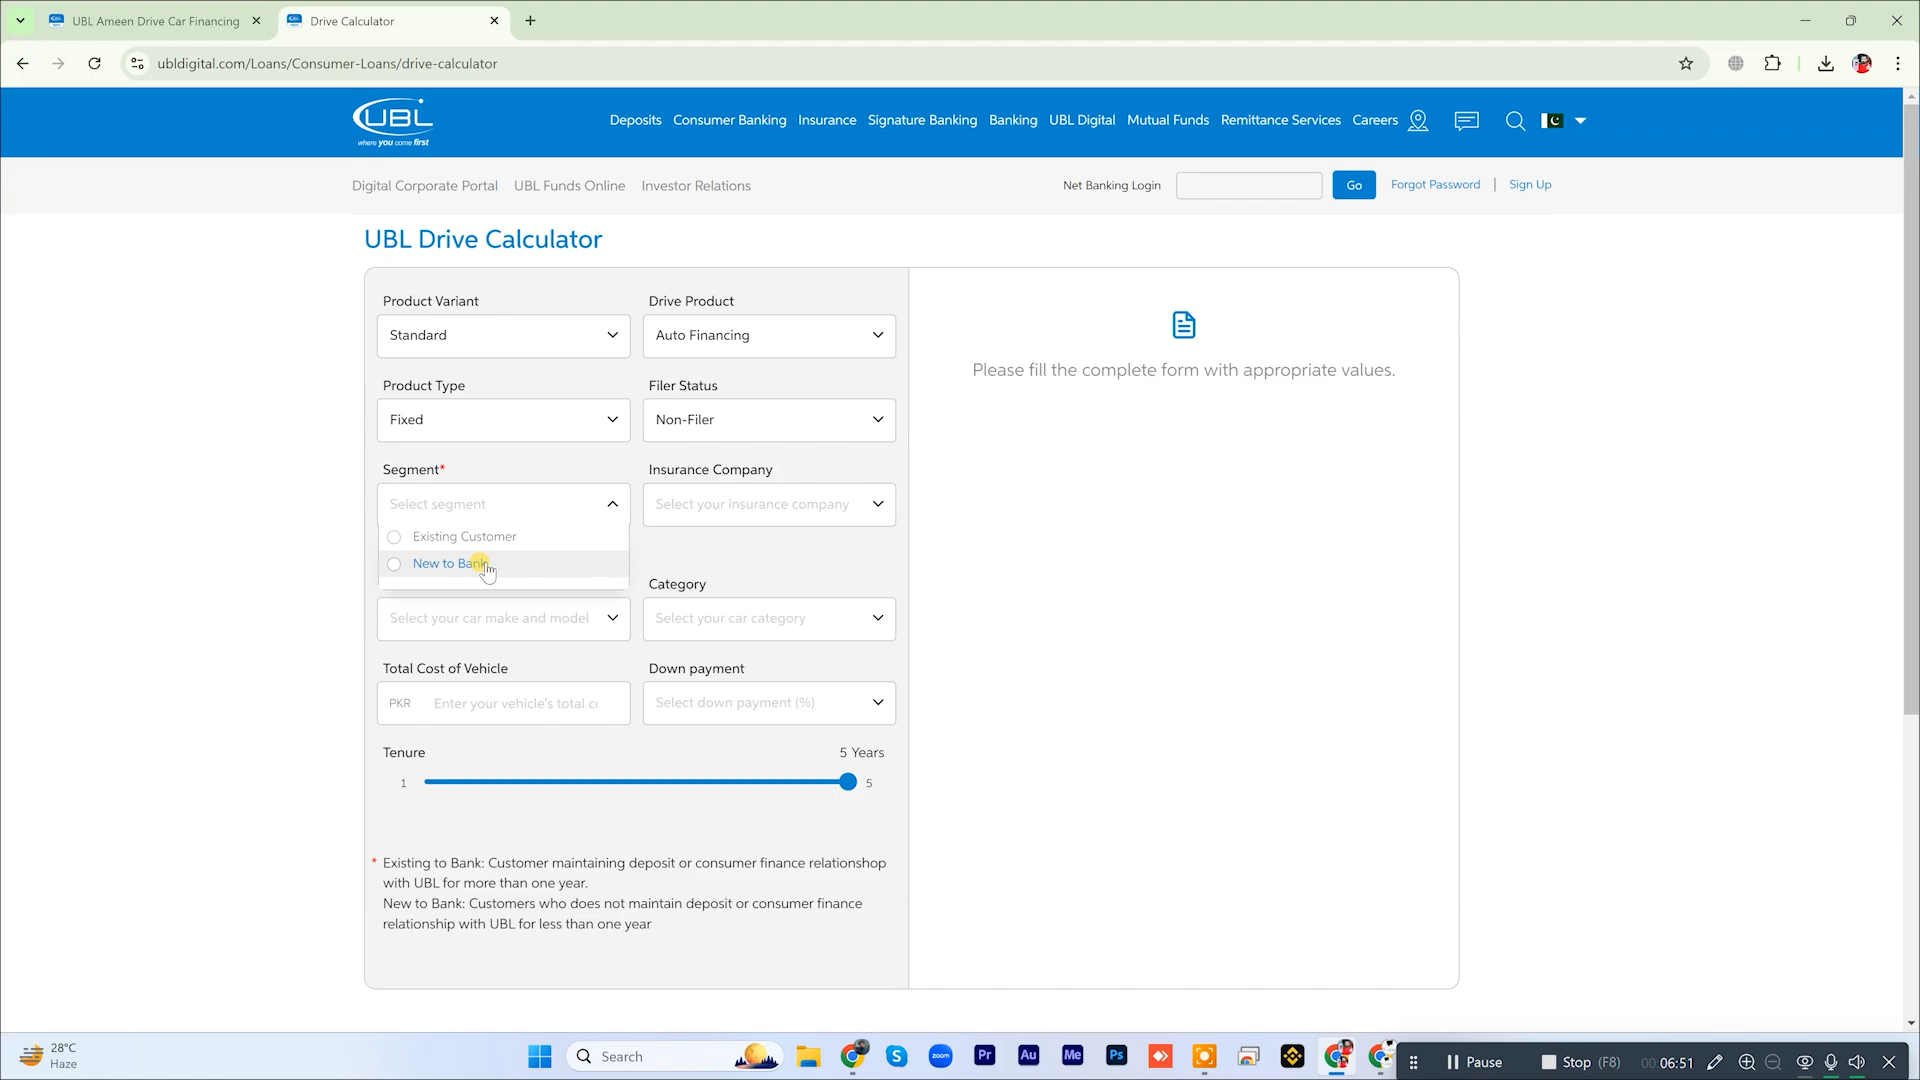 UBL Ameen Drive Car Financing
Drive Calculator
ubldigital.com/Loans/Consumer-Loans/drive-calculator
UBL
where you come first
Deposits
Consumer Banking
Insurance
Signature Banking
Banking
UBL Digital
Mutual Funds
Remittance Services
Careers
Digital Corporate Portal
UBL Funds Online
Investor Relations
Net Banking Login
Go
Forgot Password
|
Sign Up
UBL Drive Calculator
Product Variant
Drive Product
Standard
Auto Financing
Product Type
Filer Status
Fixed
Non-Filer
Segment*
Insurance Company
Select segment
Select your insurance company
Existing Customer
New to Bank
Category
Select your car make and model
Select your car category
Total Cost of Vehicle
Down payment
PKR
Enter your vehicle's total co
Select down payment (%)
Tenure
5 Years
1
5
* Existing to Bank: Customer maintaining deposit or consumer finance relationshop
with UBL for more than one year.
New to Bank: Customers who does not maintain deposit or consumer finance
relationship with UBL for less than one year
Please fill the complete form with appropriate values.
28°C
Haze
Search
zoom
Pr
Au
Me
Ps
Pause
Stop (F8)
00:06:51